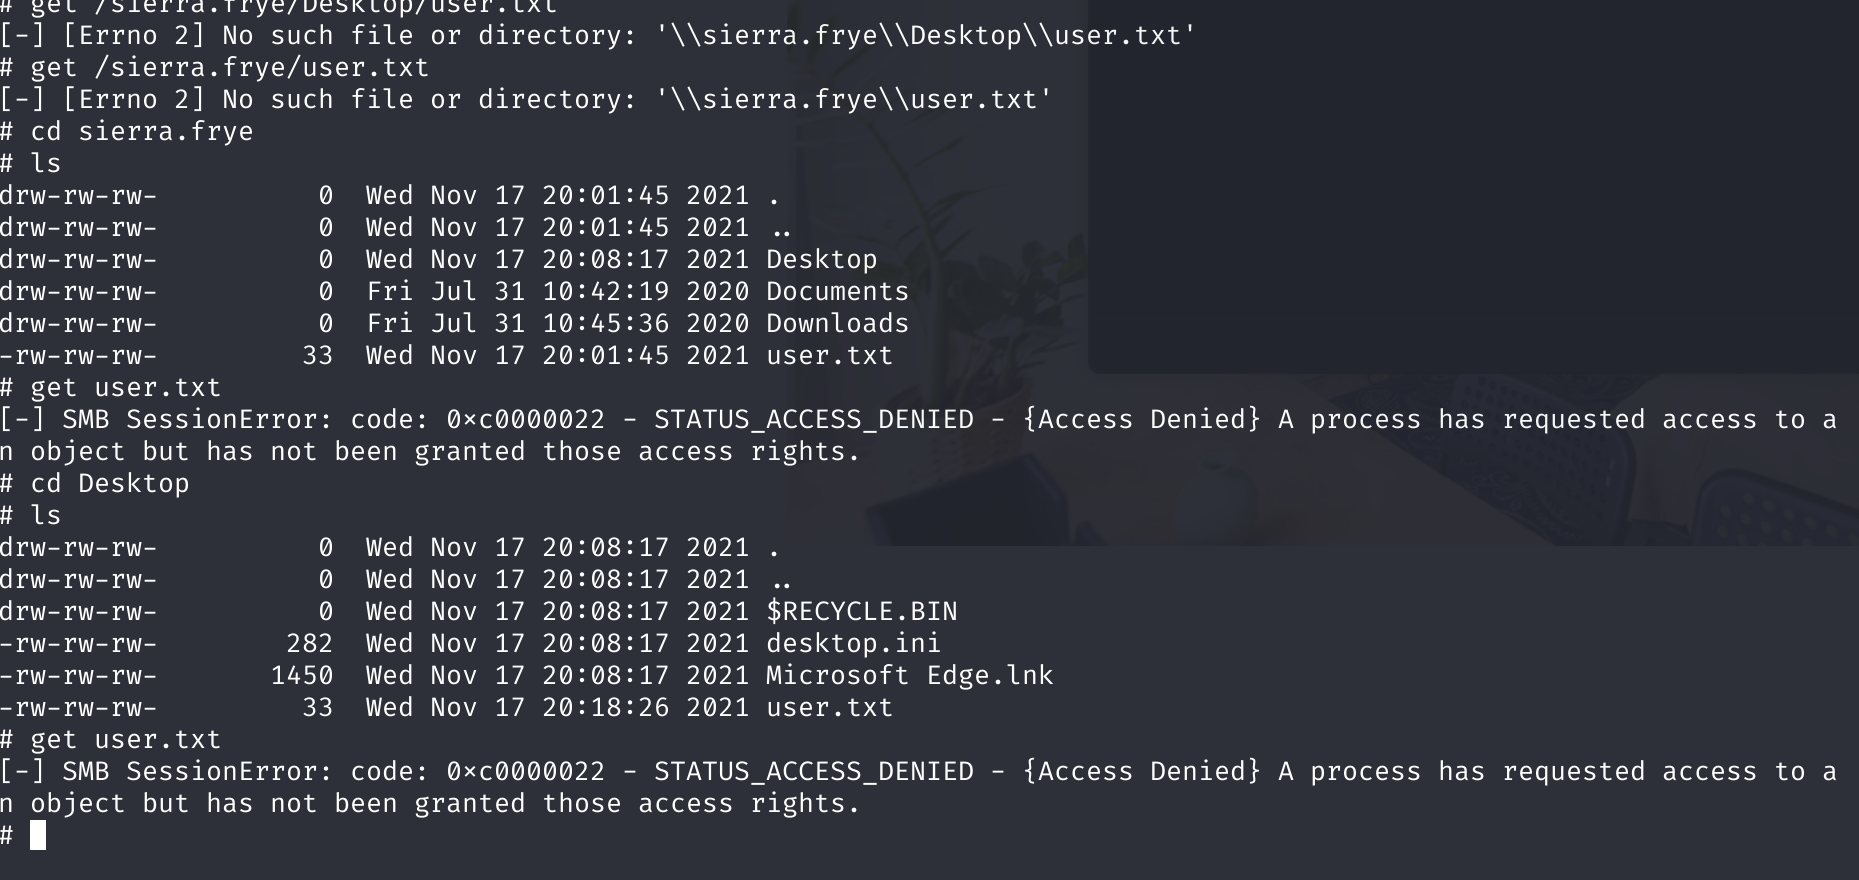 # get /sierra.frye/Desktop/user.txt
[-] [Errno 2] No such file or directory: '\\sierra.frye\\Desktop\\user.txt'
# get /sierra.frye/user.txt
[-] [Errno 2] No such file or directory: '\\sierra.frye\\user.txt'
# cd sierra.frye
# ls
drw-rw-rw-          0  Wed Nov 17 20:01:45 2021 .
drw-rw-rw-          0  Wed Nov 17 20:01:45 2021 ..
drw-rw-rw-          0  Wed Nov 17 20:08:17 2021 Desktop
drw-rw-rw-          0  Fri Jul 31 10:42:19 2020 Documents
drw-rw-rw-          0  Fri Jul 31 10:45:36 2020 Downloads
-rw-rw-rw-         33  Wed Nov 17 20:01:45 2021 user.txt
# get user.txt
[-] SMB SessionError: code: 0xc0000022 - STATUS_ACCESS_DENIED - {Access Denied} A process has requested access to a
n object but has not been granted those access rights.
# cd Desktop
# ls
drw-rw-rw-          0  Wed Nov 17 20:08:17 2021 .
drw-rw-rw-          0  Wed Nov 17 20:08:17 2021 ..
drw-rw-rw-          0  Wed Nov 17 20:08:17 2021 $RECYCLE.BIN
-rw-rw-rw-        282  Wed Nov 17 20:08:17 2021 desktop.ini
-rw-rw-rw-       1450  Wed Nov 17 20:08:17 2021 Microsoft Edge.lnk
-rw-rw-rw-         33  Wed Nov 17 20:18:26 2021 user.txt
# get user.txt
[-] SMB SessionError: code: 0xc0000022 - STATUS_ACCESS_DENIED - {Access Denied} A process has requested access to a
n object but has not been granted those access rights.
#